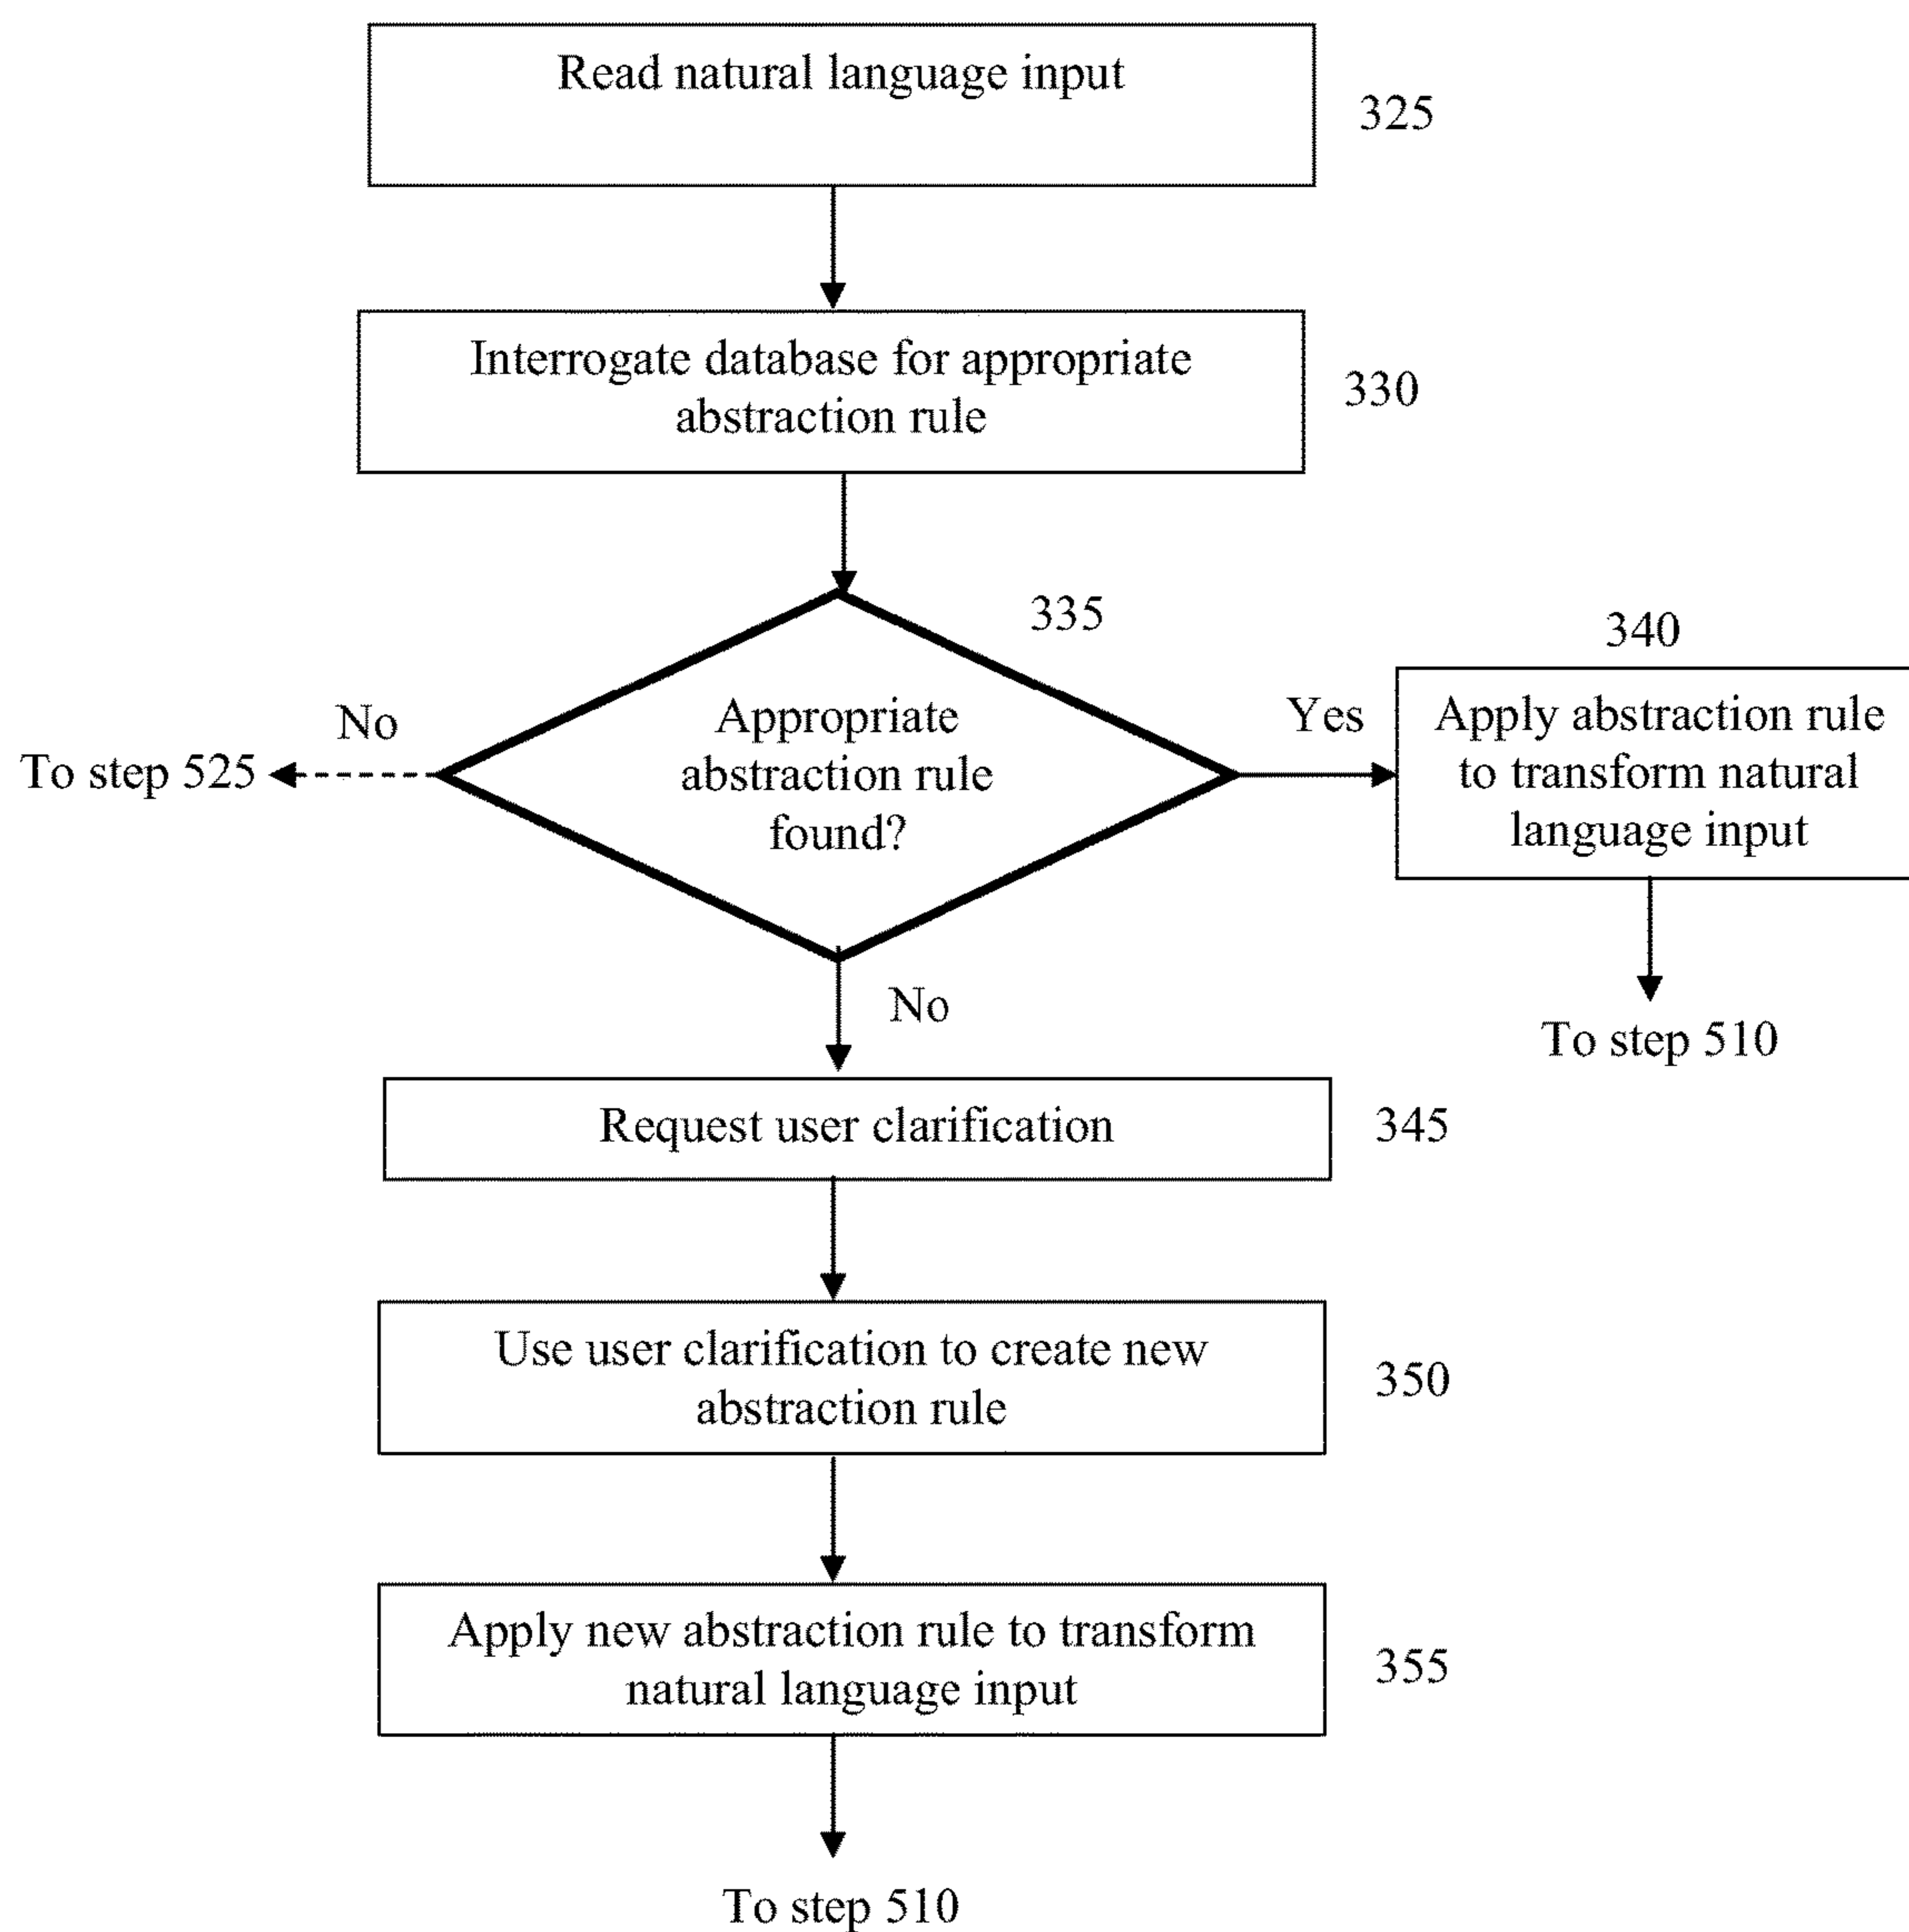 Read natural language input
325
Interrogate database for appropriate
abstraction rule
330
335
Appropriate
abstraction rule
found?
No
To step 525
Yes
340
Apply abstraction rule
to transform natural
language input
To step 510
No
Request user clarification
345
Use user clarification to create new
abstraction rule
350
Apply new abstraction rule to transform
natural language input
355
To step 510